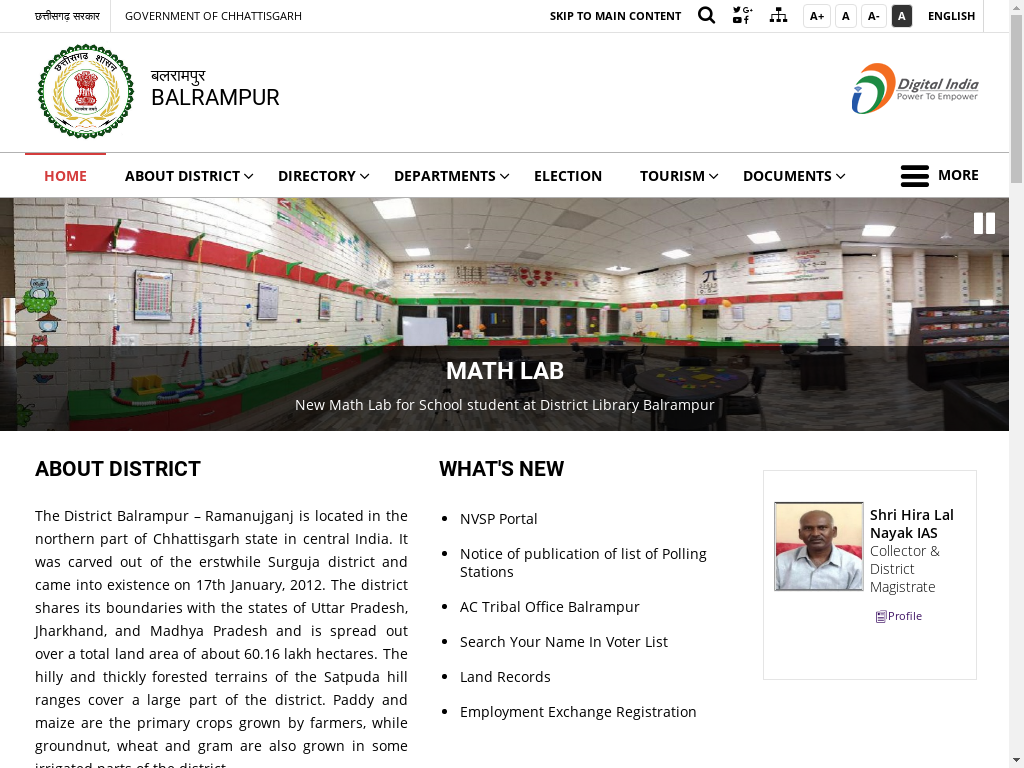 छत्तीसगढ़ सरकार
GOVERNMENT OF CHHATTISGARH
SKIP TO MAIN CONTENT
A+
A
A-
A
ENGLISH
छत्तीसगढ़ शासन
बलरामपुर
BALRAMPUR
Digital India
Power To Empower
HOME
ABOUT DISTRICT
DIRECTORY
DEPARTMENTS
ELECTION
TOURISM
DOCUMENTS
MORE
MATH LAB
New Math Lab for School student at District Library Balrampur
ABOUT DISTRICT
The District Balrampur – Ramanujganj is located in the
northern part of Chhattisgarh state in central India. It
was carved out of the erstwhile Surguja district and
came into existence on 17th January, 2012. The district
shares its boundaries with the states of Uttar Pradesh,
Jharkhand, and Madhya Pradesh and is spread out
over a total land area of about 60.16 lakh hectares. The
hilly and thickly forested terrains of the Satpuda hill
ranges cover a large part of the district. Paddy and
maize are the primary crops grown by farmers, while
groundnut, wheat and gram are also grown in some
irrigated parts of the district.
WHAT'S NEW
NVSP Portal
Notice of publication of list of Polling
Stations
AC Tribal Office Balrampur
Search Your Name In Voter List
Land Records
Employment Exchange Registration
Shri Hira Lal
Nayak IAS
Collector &
District
Magistrate
Profile